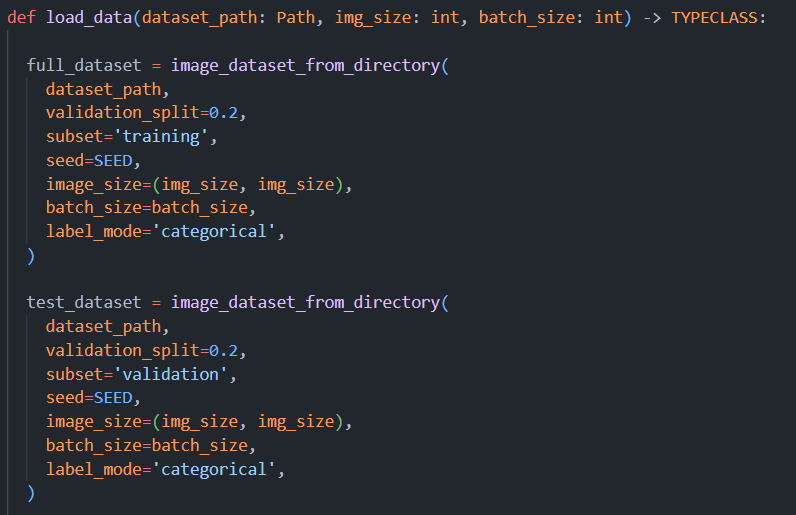 def load_data(dataset_path: Path, img_size: int, batch_size: int) -> TYPECLASS:
full_dataset = image_dataset_from_directory(
dataset_path,
validation_split=0.2,
subset='training',
seed=SEED,
image_size=(img_size, img_size),
batch_size=batch_size,
label_mode='categorical',
)
test_dataset = image_dataset_from_directory(
dataset_path,
validation_split=0.2,
subset='validation',
seed=SEED,
image_size=(img_size, img_size),
batch_size=batch_size,
label_mode='categorical',
)